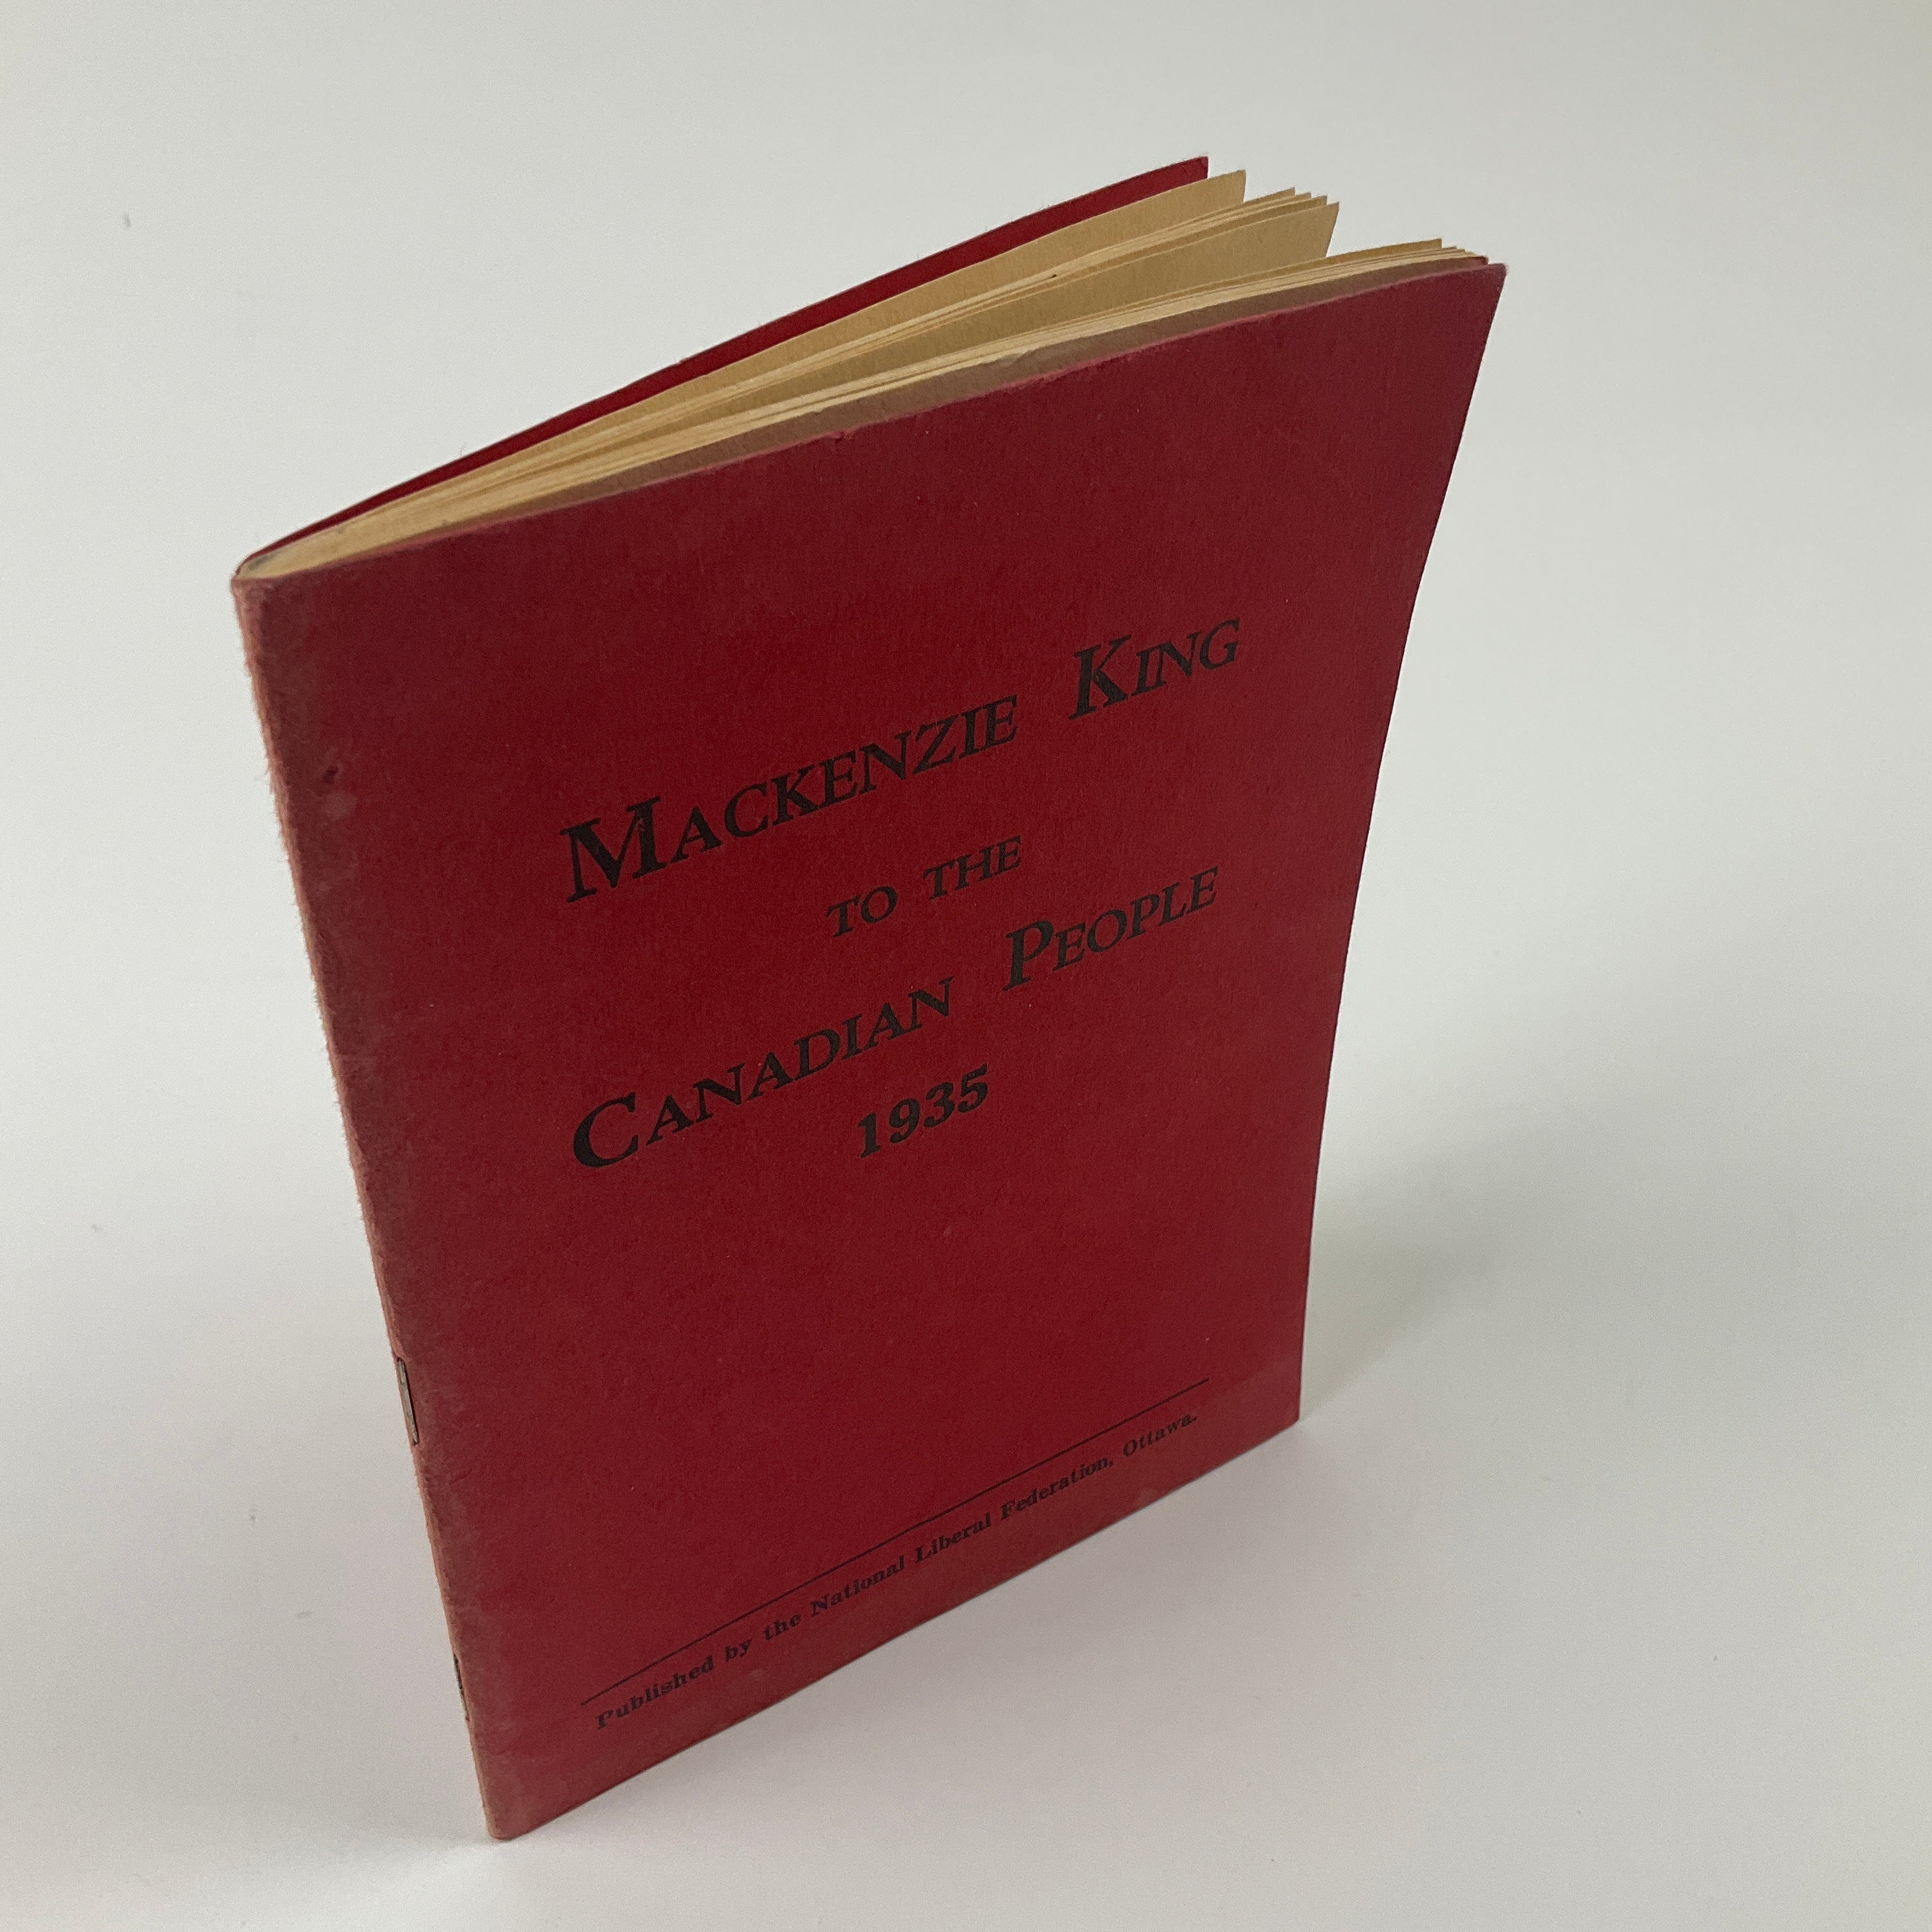 MACKENZIE KING
TO THE
CANADIAN PEOPLE
1935
Published by the National Liberal Federation, Ottawa.